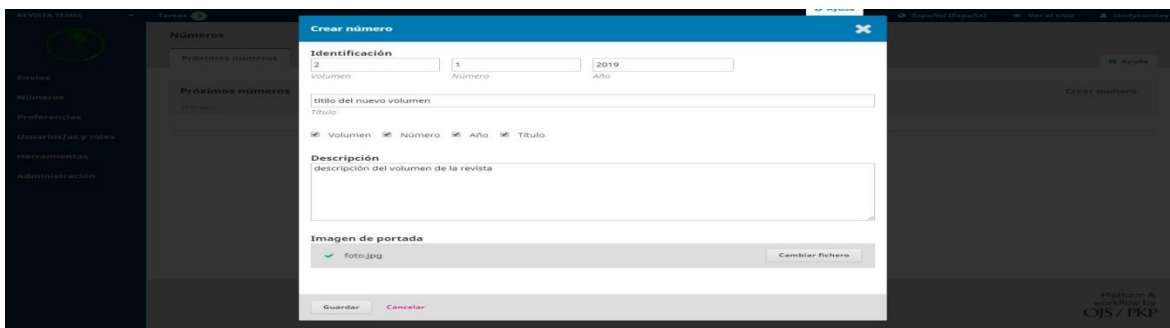 REVISTA TEMIS
Tareas
Ayuda
Español (España)
Ver el sitio
Números
Próximos números
Ayuda
Envíos
Números
Preferencias
Usuarios/as y roles
Herramientas
Administración
Próximos números
Crear número
Crear número
Identificación
2 1 2019
Volumen Número Año
titilo del nuevo volumen
Título
Volumen Número Año Título
Descripción
descripción del volumen de la revista
Imagen de portada
foto.jpg Cambiar fichero
Guardar Cancelar
Platform &
workflow by
OJS / PKP